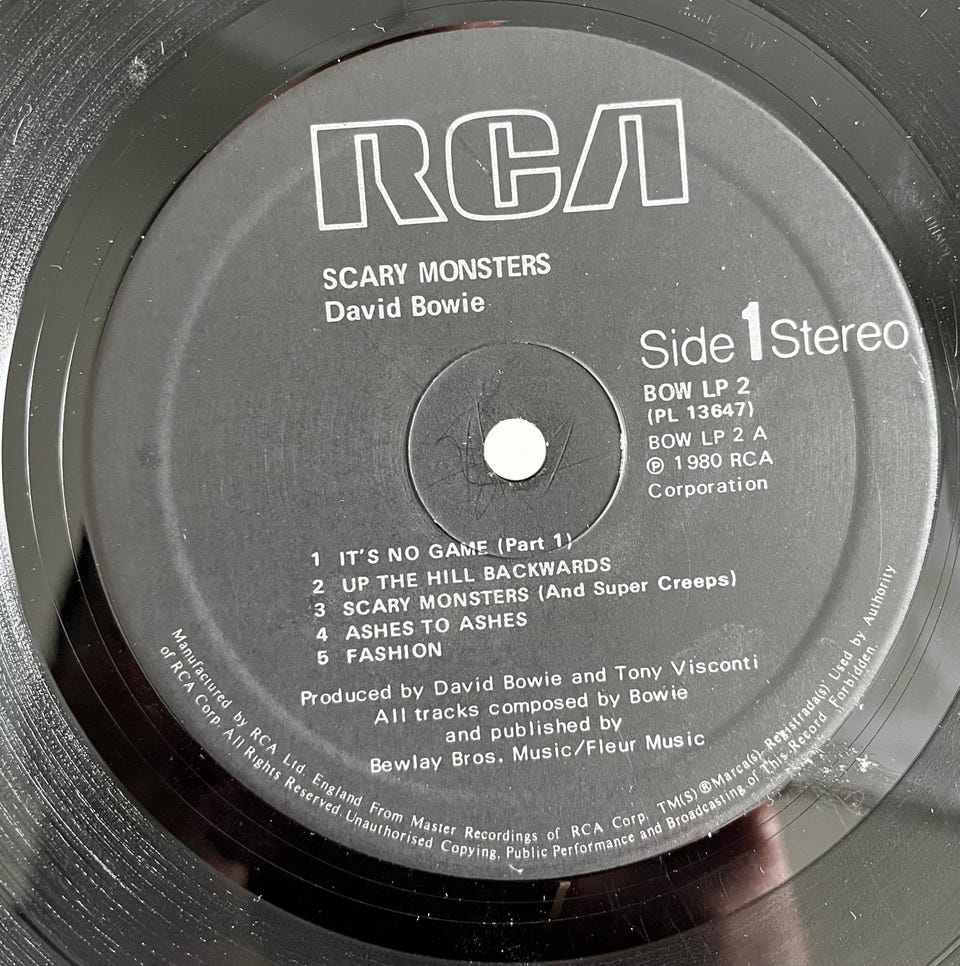 RCA
SCARY MONSTERS
David Bowie
Side 1 Stereo
BOW LP 2
(PL 13647)
BOW LP 2 A
℗ 1980 RCA
Corporation
1 IT'S NO GAME (Part 1)
2 UP THE HILL BACKWARDS
3 SCARY MONSTERS (And Super Creeps)
4 ASHES TO ASHES
5 FASHION
Produced by David Bowie and Tony Visconti
All tracks composed by Bowie
and published by
Bewlay Bros. Music/Fleur Music
Manufactured by RCA Ltd. England From Master Recordings of RCA Corp. TM(S)®Marca(s) Registrada(s) Used by Authority
of RCA Corp. All Rights Reserved. Unauthorised Copying, Public Performance and Broadcasting of This Record Forbidden.